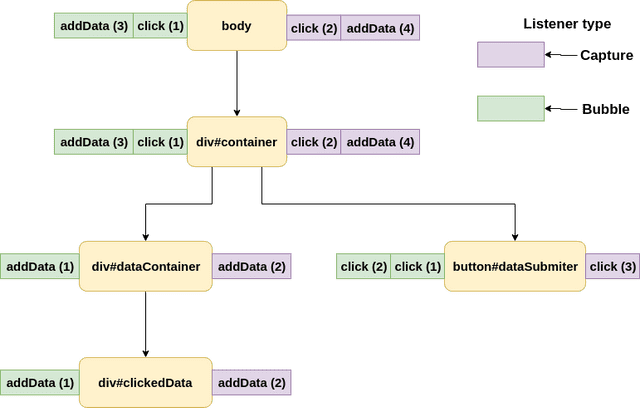 addData (3) click (1) body click (2) addData (4)
Listener type
Capture
Bubble
addData (3) click (1) div#container click (2) addData (4)
addData (1) div#dataContainer addData (2)
click (2) click (1) button#dataSubmiter click (3)
addData (1) div#clickedData addData (2)